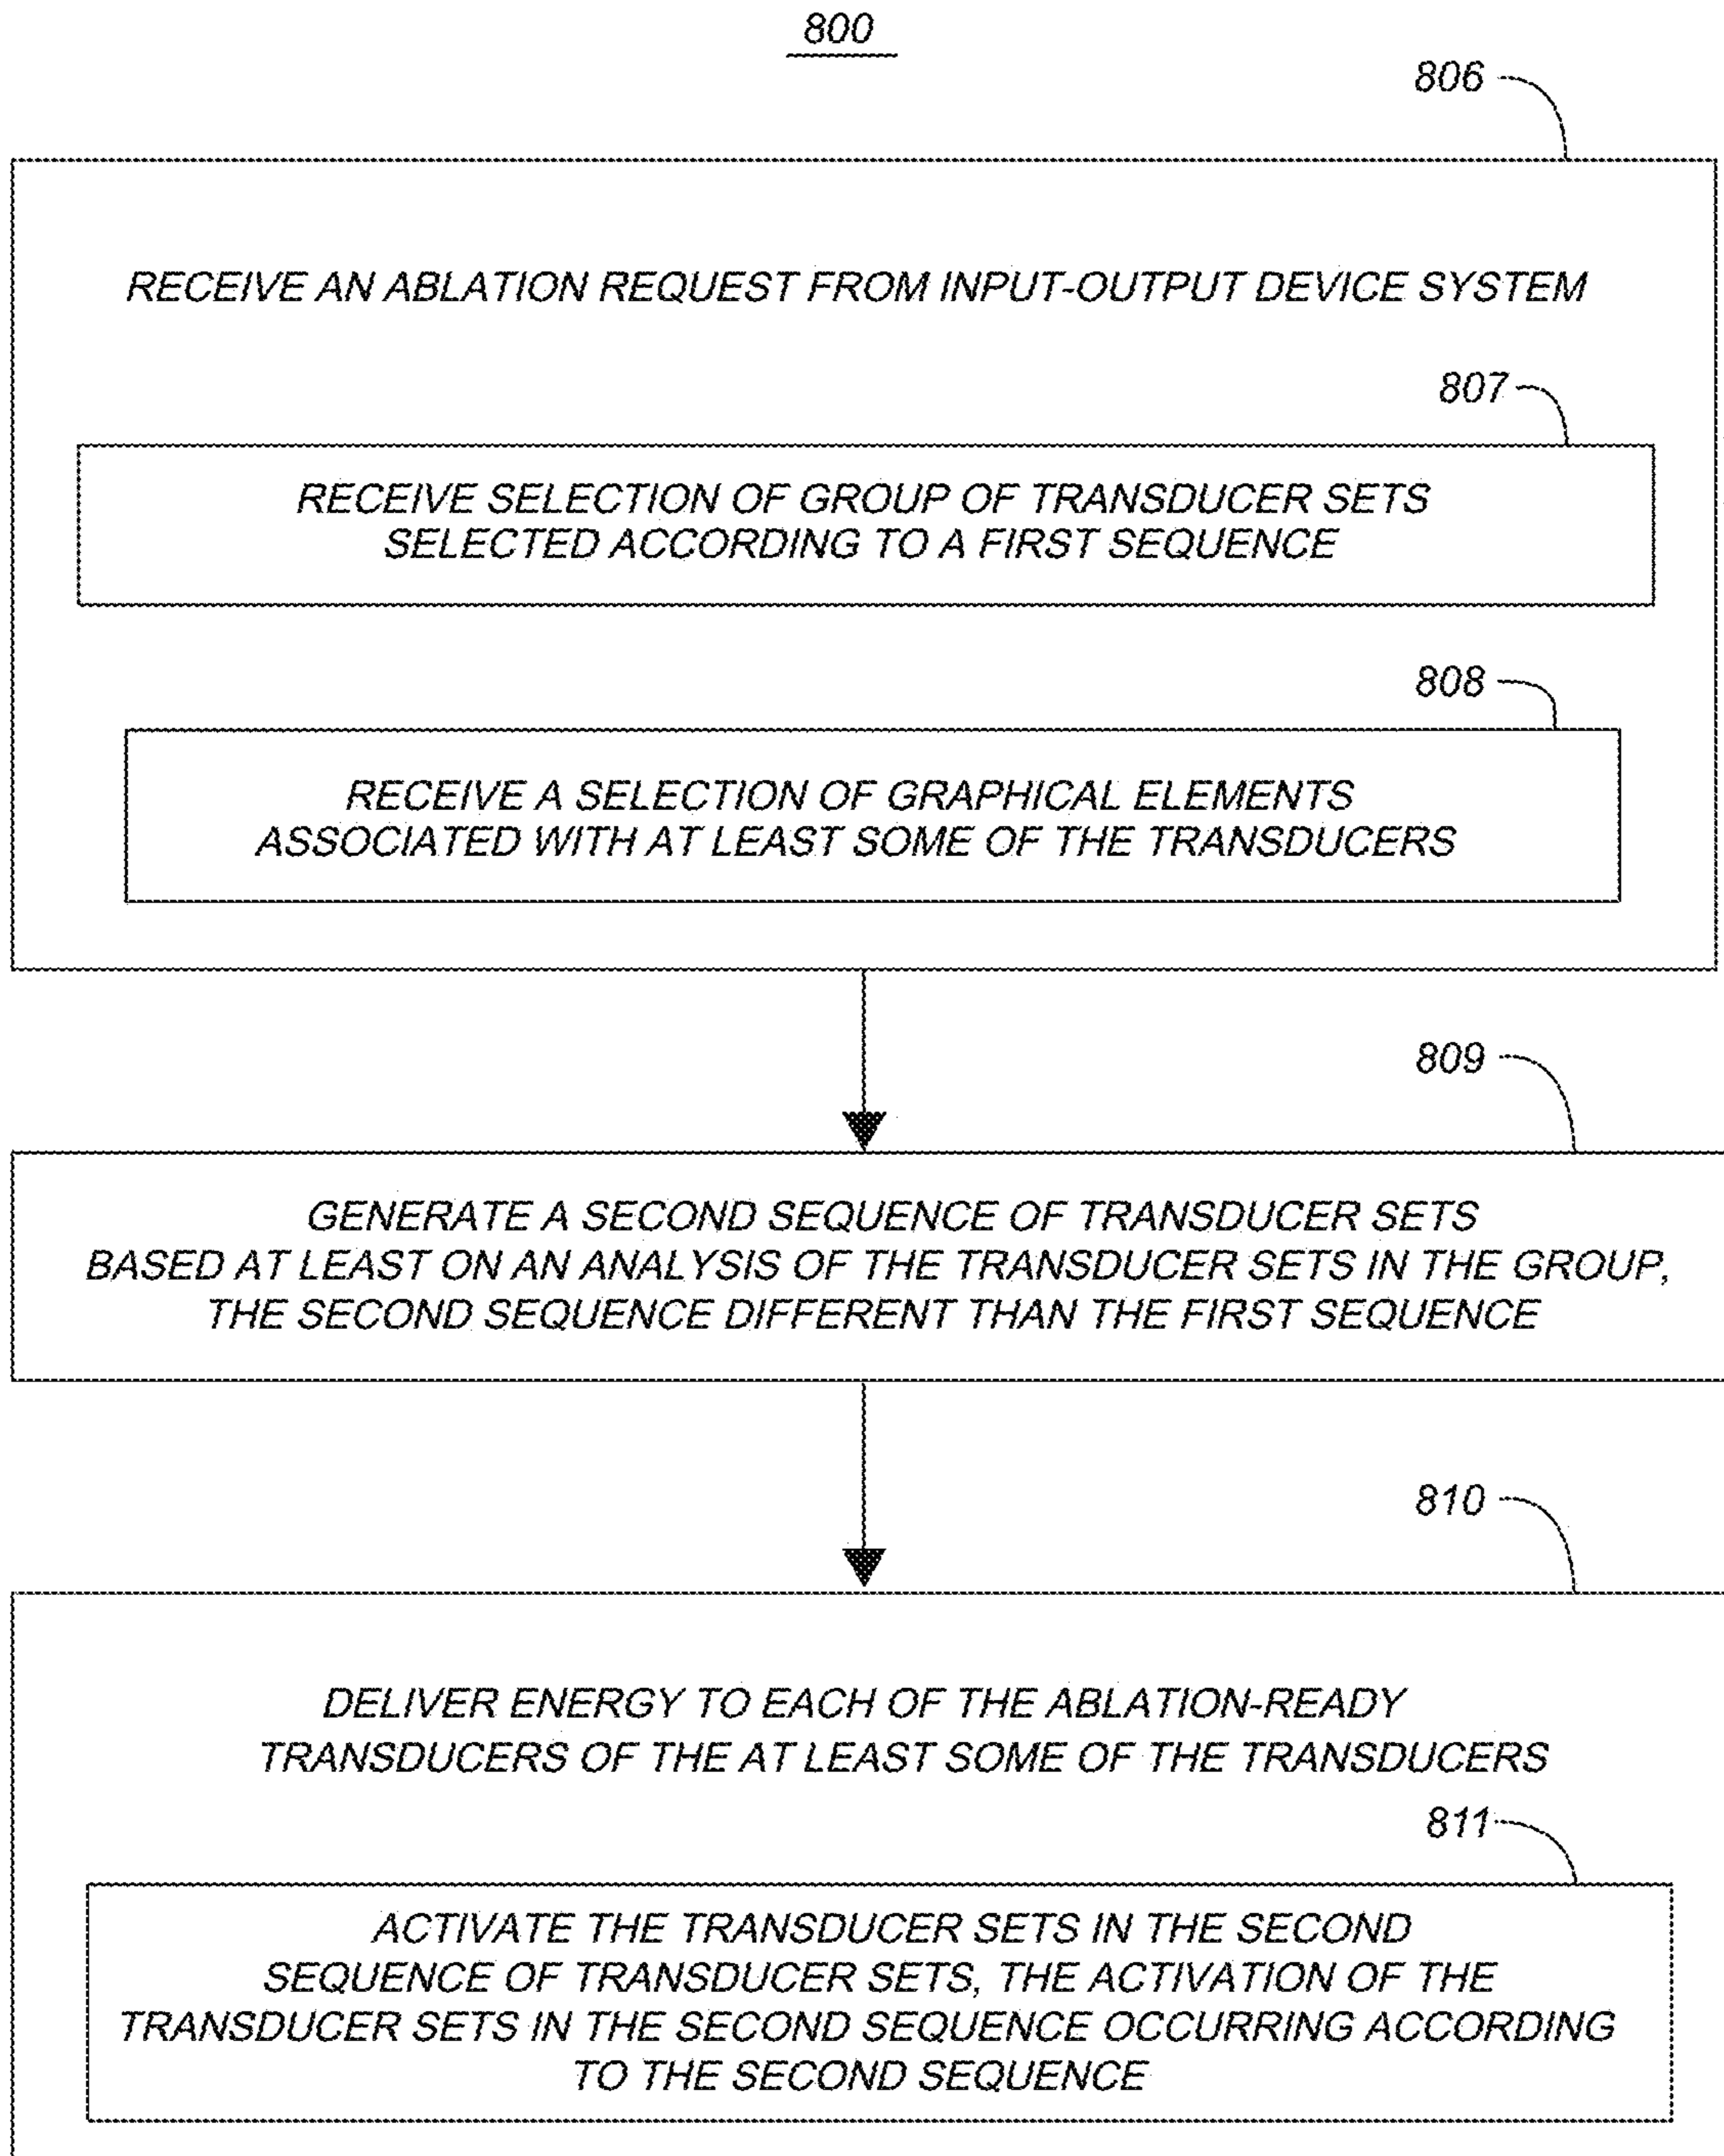 800
806
RECEIVE AN ABLATION REQUEST FROM INPUT-OUTPUT DEVICE SYSTEM
807
RECEIVE SELECTION OF GROUP OF TRANSDUCER SETS
SELECTED ACCORDING TO A FIRST SEQUENCE
808
RECEIVE A SELECTION OF GRAPHICAL ELEMENTS
ASSOCIATED WITH AT LEAST SOME OF THE TRANSDUCERS
809
GENERATE A SECOND SEQUENCE OF TRANSDUCER SETS
BASED AT LEAST ON AN ANALYSIS OF THE TRANSDUCER SETS IN THE GROUP,
THE SECOND SEQUENCE DIFFERENT THAN THE FIRST SEQUENCE
810
DELIVER ENERGY TO EACH OF THE ABLATION-READY
TRANSDUCERS OF THE AT LEAST SOME OF THE TRANSDUCERS
811
ACTIVATE THE TRANSDUCER SETS IN THE SECOND
SEQUENCE OF TRANSDUCER SETS, THE ACTIVATION OF THE
TRANSDUCER SETS IN THE SECOND SEQUENCE OCCURRING ACCORDING
TO THE SECOND SEQUENCE